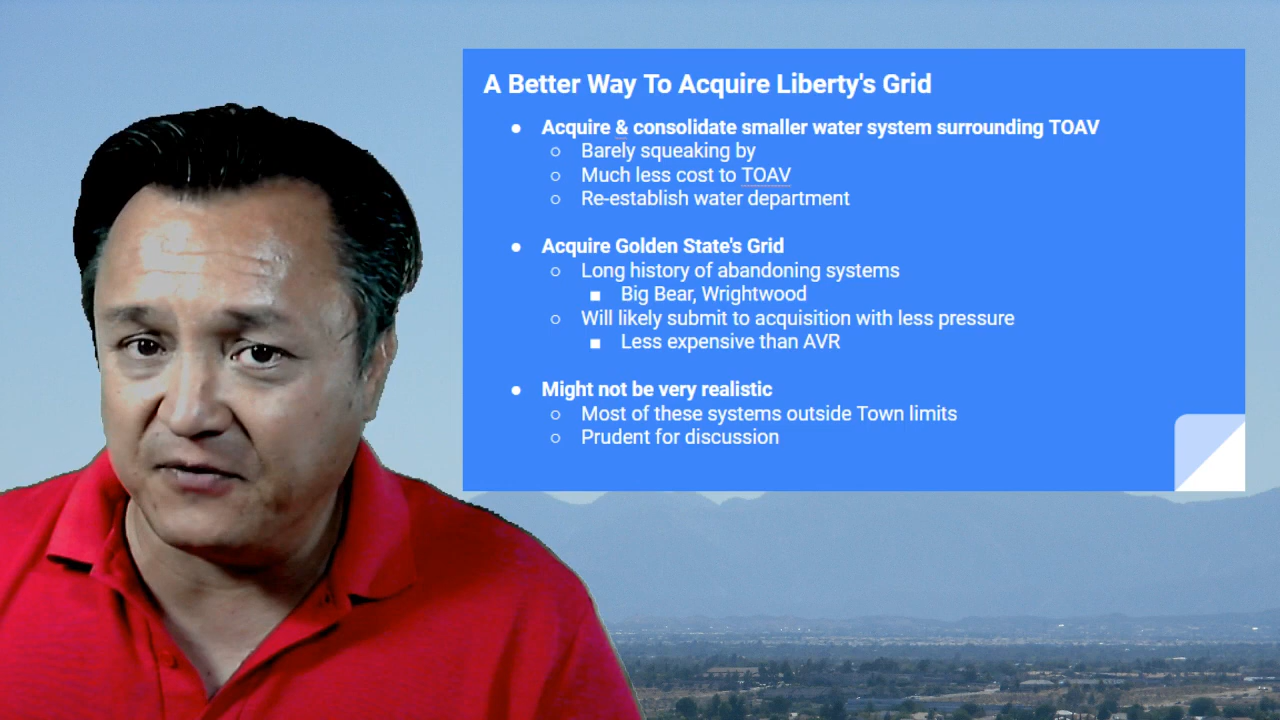 A Better Way To Acquire Liberty's Grid
● Acquire & consolidate smaller water system surrounding TOAV
○ Barely squeaking by
○ Much less cost to TOAV
○ Re-establish water department
● Acquire Golden State's Grid
○ Long history of abandoning systems
■ Big Bear, Wrightwood
○ Will likely submit to acquisition with less pressure
■ Less expensive than AVR
● Might not be very realistic
○ Most of these systems outside Town limits
○ Prudent for discussion